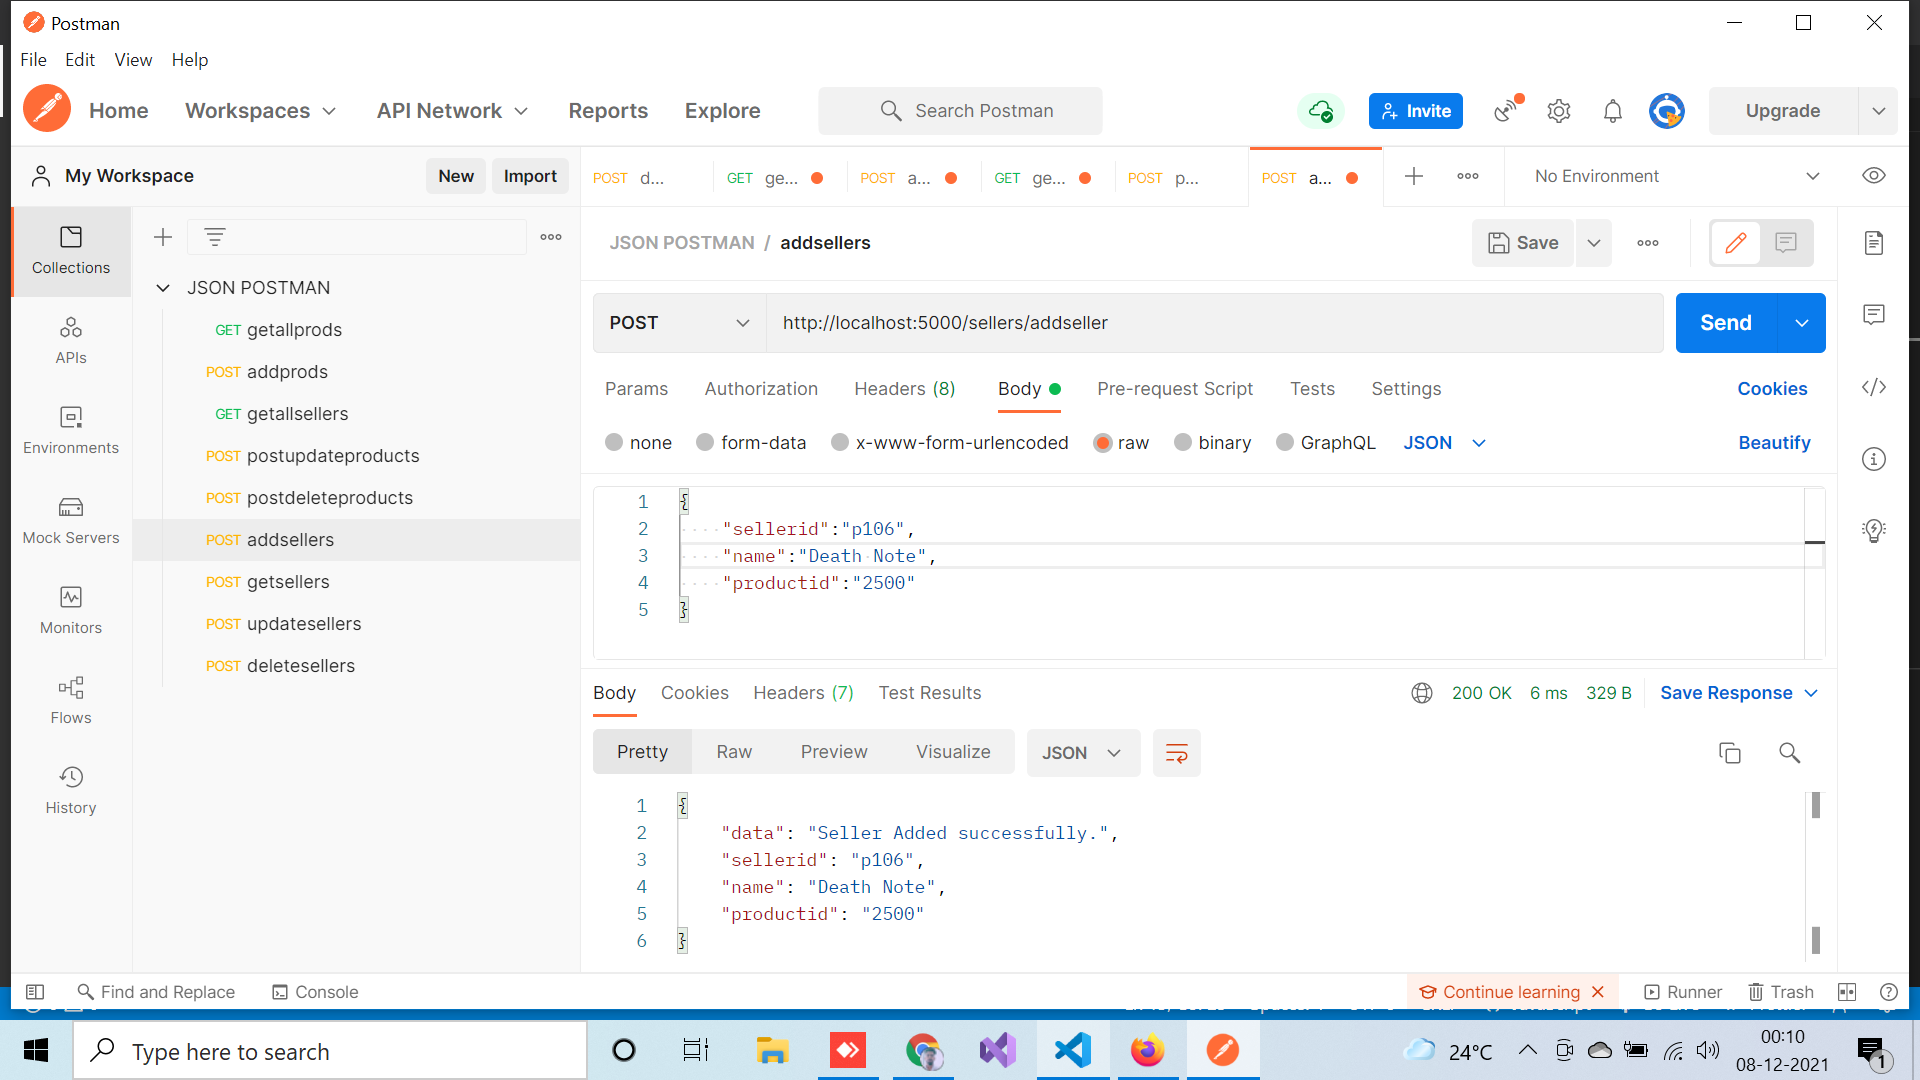 Postman
File Edit View Help
Home Workspaces API Network Reports Explore Search Postman Invite Upgrade
My Workspace New Import
POST d... GET ge... POST a... GET ge... POST p... POST a... No Environment
Collections
APIs
Environments
Mock Servers
Monitors
Flows
History
JSON POSTMAN
GET getallprods
POST addprods
GET getallsellers
POST postupdateproducts
POST postdeleteproducts
POST addsellers
POST getsellers
POST updatesellers
POST deletesellers
JSON POSTMAN / addsellers Save
POST http://localhost:5000/sellers/addseller Send
Params Authorization Headers (8) Body Pre-request Script Tests Settings Cookies
none form-data x-www-form-urlencoded raw binary GraphQL JSON Beautify
1 {
2 "sellerid":"p106",
3 "name":"Death Note",
4 "productid":"2500"
5 }
Body Cookies Headers (7) Test Results 200 OK 6 ms 329 B Save Response
Pretty Raw Preview Visualize JSON
1 {
2 "data": "Seller Added successfully.",
3 "sellerid": "p106",
4 "name": "Death Note",
5 "productid": "2500"
6 }
Find and Replace Console Continue learning Runner Trash
Type here to search 24°C 00:10
08-12-2021 1